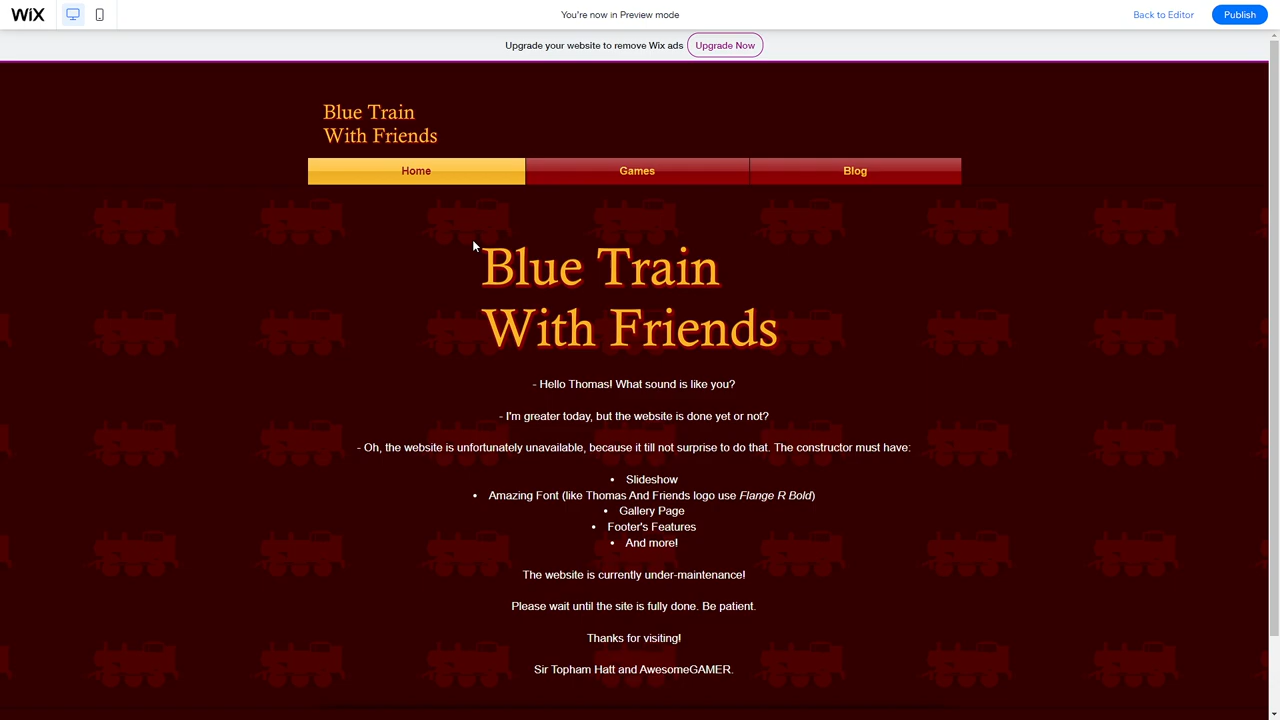 WiX
You're now in Preview mode
Back to Editor
Publish
Upgrade your website to remove Wix ads
Upgrade Now
Blue Train
With Friends
Home
Games
Blog
Blue Train
With Friends
- Hello Thomas! What sound is like you?
- I'm greater today, but the website is done yet or not?
- Oh, the website is unfortunately unavailable, because it till not surprise to do that. The constructor must have:
• Slideshow
• Amazing Font (like Thomas And Friends logo use Flange R Bold)
• Gallery Page
• Footer's Features
• And more!
The website is currently under-maintenance!
Please wait until the site is fully done. Be patient.
Thanks for visiting!
Sir Topham Hatt and AwesomeGAMER.